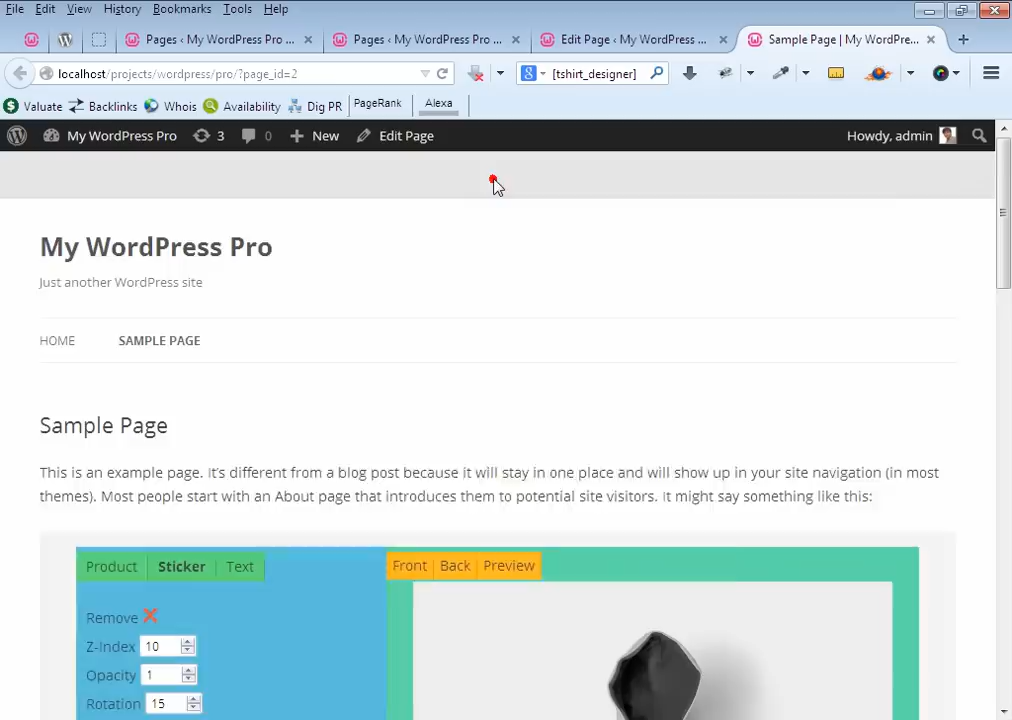 File Edit View History Bookmarks Tools Help
Pages ‹ My WordPress Pro ... Pages ‹ My WordPress Pro ... Edit Page ‹ My WordPress ... Sample Page | My WordPre...
localhost/projects/wordpress/pro/?page_id=2 [tshirt_designer]
Valuate Backlinks Whois Availability Dig PR PageRank Alexa
My WordPress Pro 3 0 New Edit Page Howdy, admin
My WordPress Pro
Just another WordPress site
HOME SAMPLE PAGE
Sample Page
This is an example page. It's different from a blog post because it will stay in one place and will show up in your site navigation (in most
themes). Most people start with an About page that introduces them to potential site visitors. It might say something like this:
Product Sticker Text Front Back Preview
Remove
Z-Index 10
Opacity 1
Rotation 15